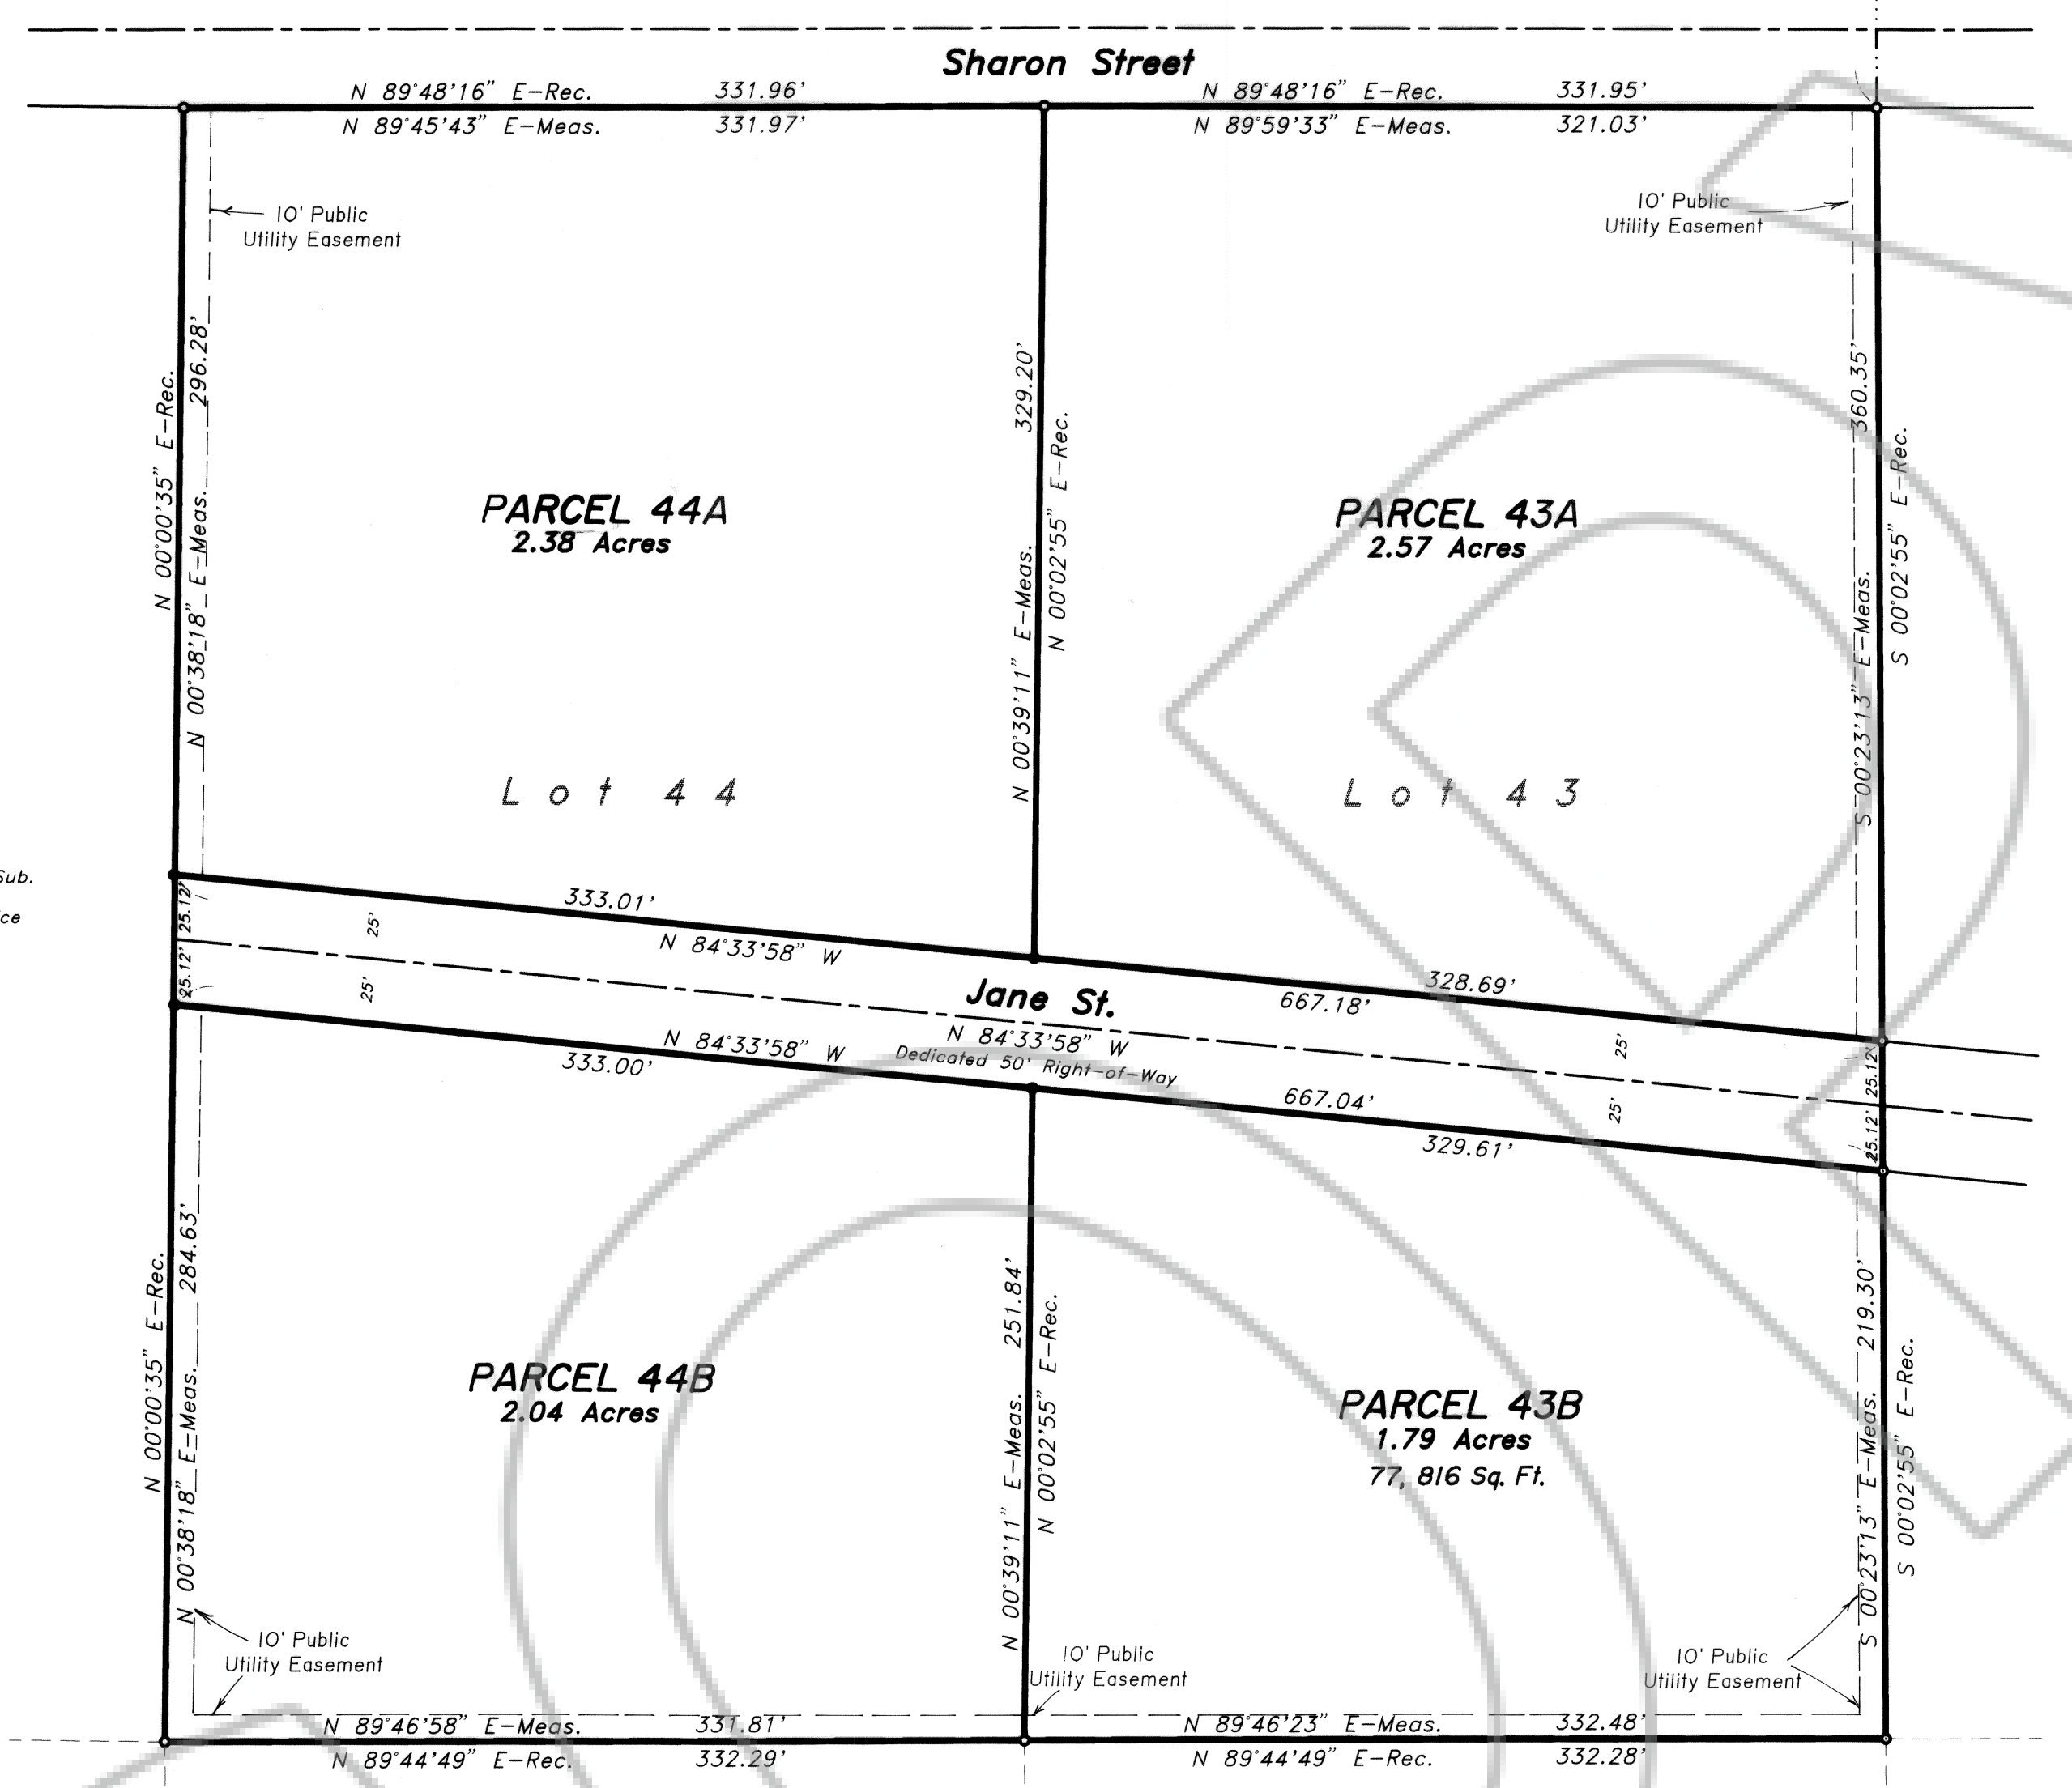 Sharon Street
N 89°48'16" E-Rec. 331.96'
N 89°48'16" E-Rec. 331.95'
N 89°45'43" E-Meas. 331.97'
N 89°59'33" E-Meas. 321.03'
10' Public
Utility Easement
10' Public
Utility Easement
N 00°00'35" E-Rec.
N 00°38'18" E-Meas. 296.28'
N 00°39'11" E-Meas. 329.20'
N 00°02'55" E-Rec.
S 00°23'13" E-Meas. 360.35'
S 00°02'55" E-Rec.
PARCEL 44A
2.38 Acres
PARCEL 43A
2.57 Acres
Lot 44
Lot 43
Sub.
ce
25.12'
25.12'
25'
25'
333.01'
N 84°33'58" W
328.69'
667.18'
Jane St.
N 84°33'58" W
Dedicated 50' Right-of-Way
N 84°33'58" W
333.00'
667.04'
329.61'
25'
25'
25.12'
25.12'
N 00°00'35" E-Rec.
N 00°38'18" E-Meas. 284.63'
N 00°39'11" E-Meas. 251.84'
N 00°02'55" E-Rec.
S 00°23'13" E-Meas. 219.30'
S 00°02'55" E-Rec.
PARCEL 44B
2.04 Acres
PARCEL 43B
1.79 Acres
77, 816 Sq. Ft.
10' Public
Utility Easement
10' Public
Utility Easement
10' Public
Utility Easement
N 89°46'58" E-Meas. 331.81'
N 89°46'23" E-Meas. 332.48'
N 89°44'49" E-Rec. 332.29'
N 89°44'49" E-Rec. 332.28'